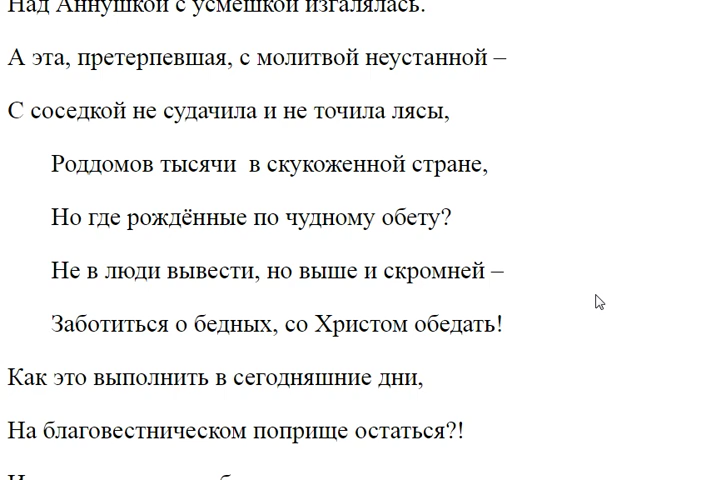 Над Аннушкой с усмешкой изгалялась.
А эта, претерпевшая, с молитвой неустанной –
С соседкой не судачила и не точила лясы,
Роддомов тысячи  в скукоженной стране,
Но где рождённые по чудному обету?
Не в люди вывести, но выше и скромней –
Заботиться о бедных, со Христом обедать!
Как это выполнить в сегодняшние дни,
На благовестническом поприще остаться?!